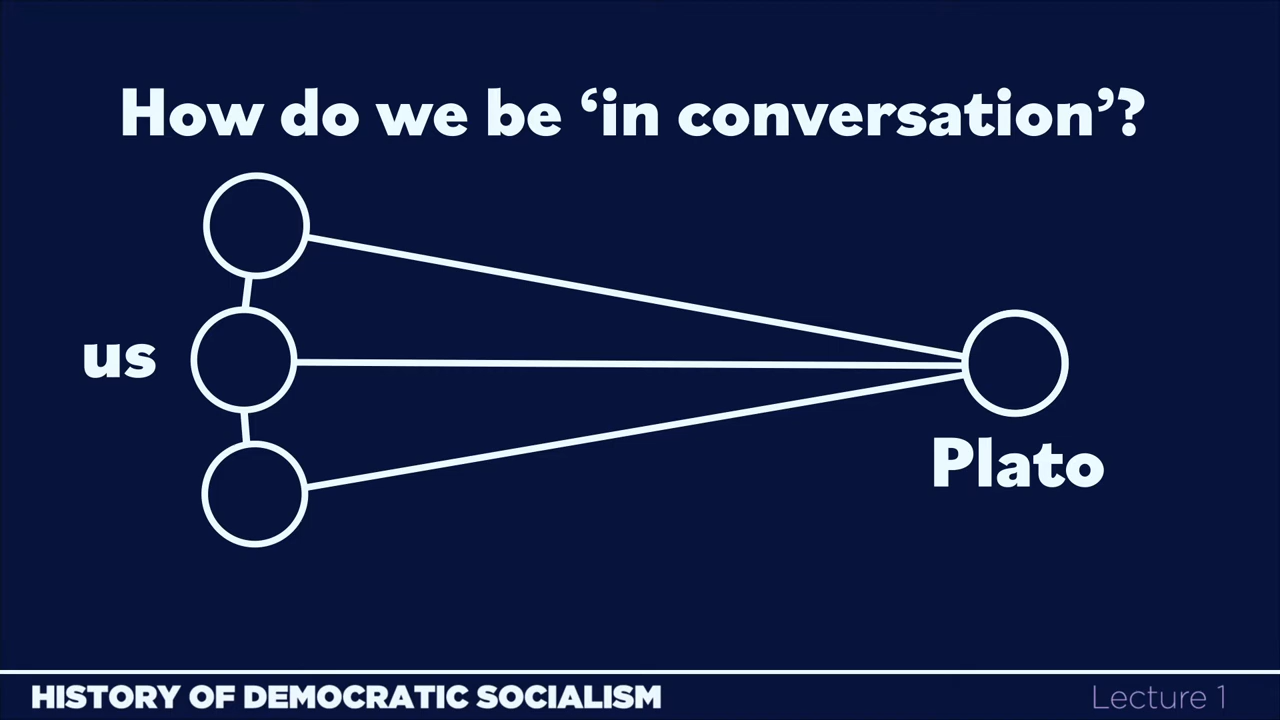 How do we be ‘in conversation’?
us
Plato
HISTORY OF DEMOCRATIC SOCIALISM
Lecture 1